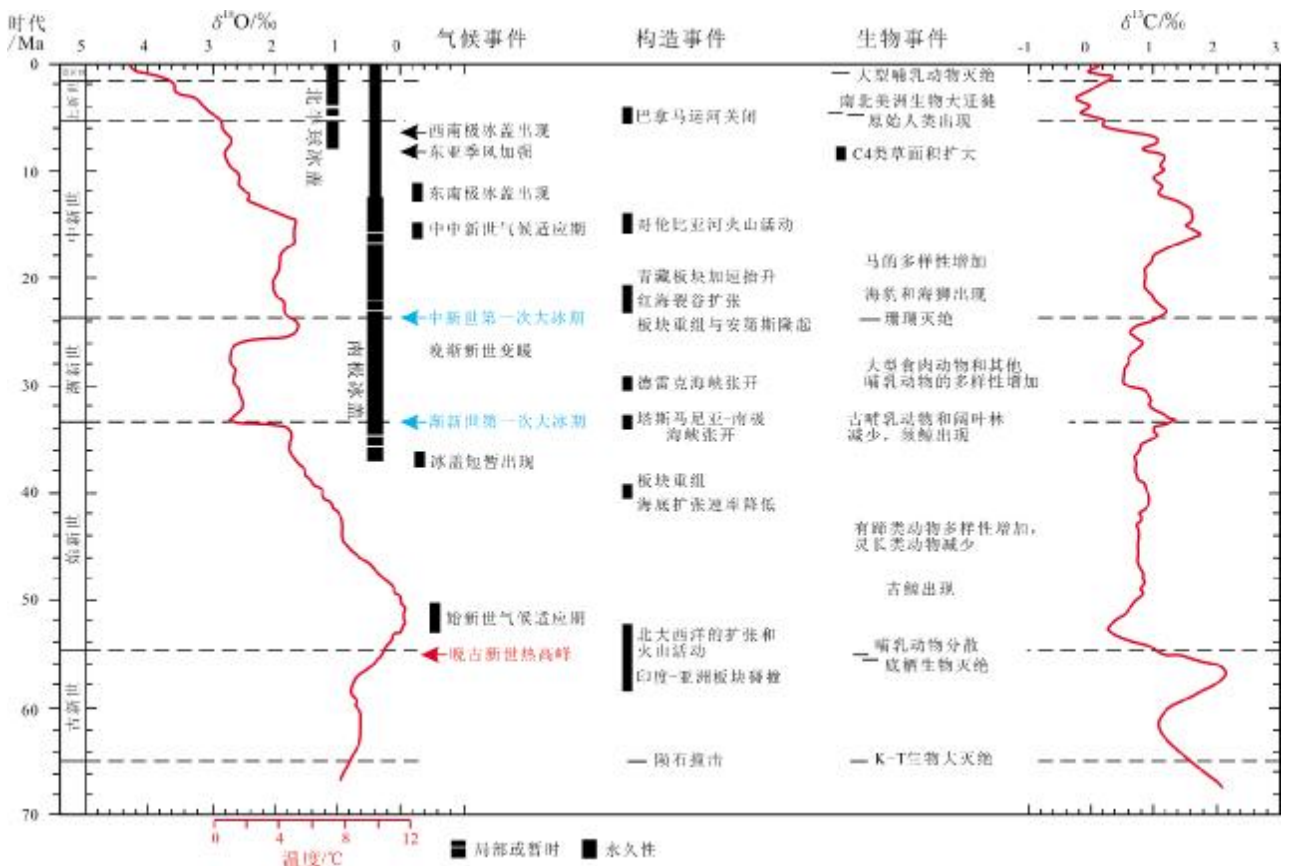 时代
/Ma
δ¹⁸O/‰
5 4 3 2 1 0
气候事件
构造事件
生物事件
δ¹³C/‰
-1 0 1 2 3
0
10
20
30
40
50
60
70
上新世
中新世
渐新世
始新世
古新世
北半球冰盖
南极冰盖
西南极冰盖出现
东亚季风加强
东南极冰盖出现
中中新世气候适应期
中新世第一次大冰期
晚渐新世变暖
渐新世第一次大冰期
冰盖短暂出现
始新世气候适应期
晚古新世热高峰
巴拿马运河关闭
哥伦比亚河火山活动
青藏板块加速抬升
红海裂谷扩张
板块重组与安第斯隆起
德雷克海峡张开
塔斯马尼亚-南极
海峡张开
板块重组
海底扩张速率降低
北大西洋的扩张和
火山活动
印度-亚洲板块碰撞
陨石撞击
大型哺乳动物灭绝
南北美洲生物大迁徙
原始人类出现
C4类草面积扩大
马的多样性增加
海豹和海狮出现
珊瑚灭绝
大型食肉动物和其他
哺乳动物的多样性增加
古哺乳动物和阔叶林
减少，须鲸出现
有蹄类动物多样性增加，
灵长类动物减少
古鲸出现
哺乳动物分散
底栖生物灭绝
K-T生物大灭绝
0 4 8 12
温度/℃
局部或暂时
永久性